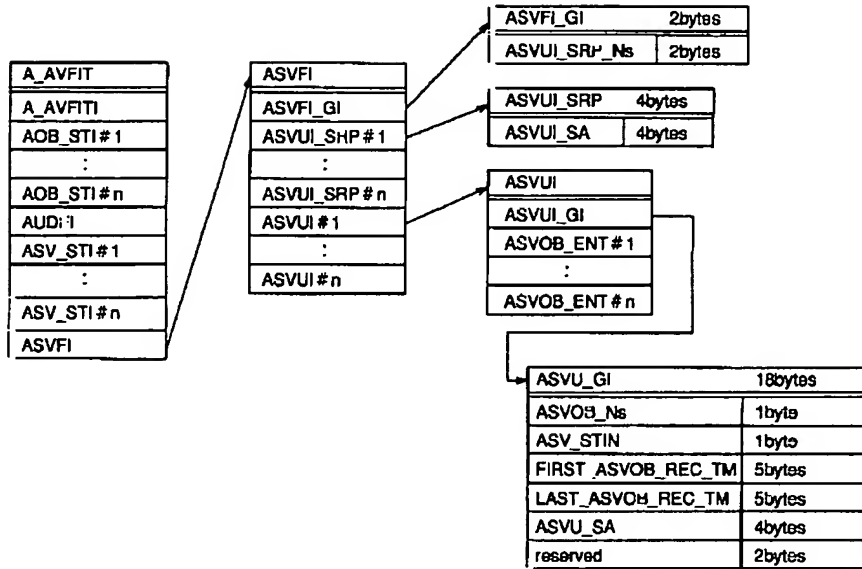 A_AVFIT
A_AVFITI
AOB_STI#1
:
AOB_STI#n
ASV_STI#1
:
ASV_STI#n
ASVFI
ASVFI
ASVFI_GI
ASVUI_SRP#1
:
ASVUI_SRP#n
ASVUI#1
:
ASVUI#n
ASVFI_GI 2bytes
ASVUI_SRP_Ns 2bytes
ASVUI_SRP 4bytes
ASVUI_SA 4bytes
ASVUI
ASVUI_GI
ASVOB_ENT#1
:
ASVOB_ENT#n
ASVU_GI 18bytes
ASVOB_Ns 1byte
ASV_STIN 1byte
FIRST_ASVOB_REC_TM 5bytes
LAST_ASVOB_REC_TM 5bytes
ASVU_SA 4bytes
reserved 2bytes